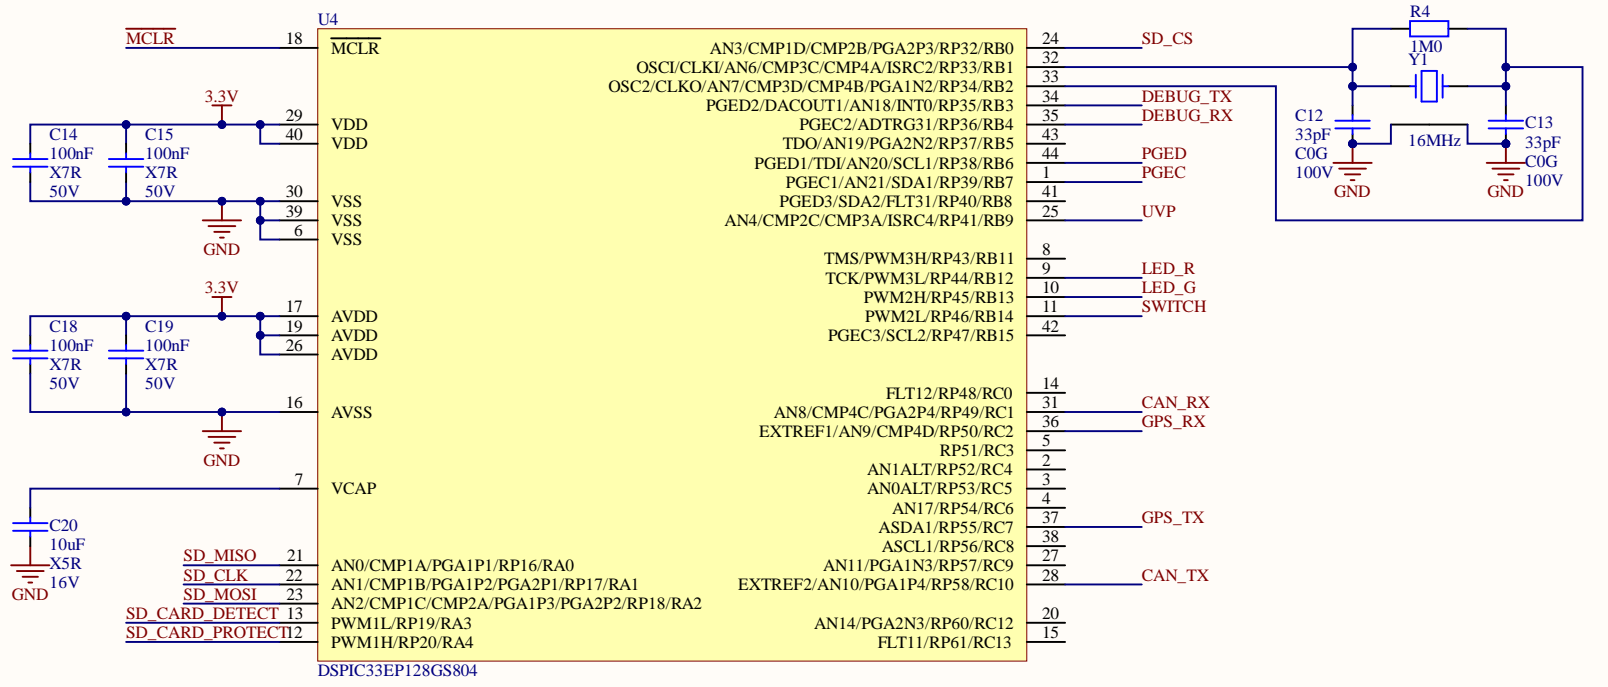 U4
MCLR
18
MCLR
3.3V
29
VDD
40
VDD
C14
100nF
X7R
50V
C15
100nF
X7R
50V
30
VSS
39
VSS
6
VSS
GND
3.3V
17
AVDD
19
AVDD
26
AVDD
C18
100nF
X7R
50V
C19
100nF
X7R
50V
16
AVSS
GND
7
VCAP
C20
10uF
X5R
16V
GND
SD_MISO 21 AN0/CMP1A/PGA1P1/RP16/RA0
SD_CLK 22 AN1/CMP1B/PGA1P2/PGA2P1/RP17/RA1
SD_MOSI 23 AN2/CMP1C/CMP2A/PGA1P3/PGA2P2/RP18/RA2
SD_CARD_DETECT 13 PWM1L/RP19/RA3
SD_CARD_PROTECT 12 PWM1H/RP20/RA4
DSPIC33EP128GS804
AN3/CMP1D/CMP2B/PGA2P3/RP32/RB0 24 SD_CS
OSCI/CLKI/AN6/CMP3C/CMP4A/ISRC2/RP33/RB1 32
OSC2/CLKO/AN7/CMP3D/CMP4B/PGA1N2/RP34/RB2 33
PGED2/DACOUT1/AN18/INT0/RP35/RB3 34 DEBUG_TX
PGEC2/ADTRG31/RP36/RB4 35 DEBUG_RX
TDO/AN19/PGA2N2/RP37/RB5 43
PGED1/TDI/AN20/SCL1/RP38/RB6 44 PGED
PGEC1/AN21/SDA1/RP39/RB7 1 PGEC
PGED3/SDA2/FLT31/RP40/RB8 41
AN4/CMP2C/CMP3A/ISRC4/RP41/RB9 25 UVP
TMS/PWM3H/RP43/RB11 8
TCK/PWM3L/RP44/RB12 9 LED_R
PWM2H/RP45/RB13 10 LED_G
PWM2L/RP46/RB14 11 SWITCH
PGEC3/SCL2/RP47/RB15 42
FLT12/RP48/RC0 14
AN8/CMP4C/PGA2P4/RP49/RC1 31 CAN_RX
EXTREF1/AN9/CMP4D/RP50/RC2 36 GPS_RX
RP51/RC3 5
AN1ALT/RP52/RC4 2
AN0ALT/RP53/RC5 3
AN17/RP54/RC6 4
ASDA1/RP55/RC7 37 GPS_TX
ASCL1/RP56/RC8 38
AN11/PGA1N3/RP57/RC9 27
EXTREF2/AN10/PGA1P4/RP58/RC10 28 CAN_TX
AN14/PGA2N3/RP60/RC12 20
FLT11/RP61/RC13 15
R4
1M0
Y1
16MHz
C12
33pF
C0G
100V
GND
C13
33pF
C0G
100V
GND